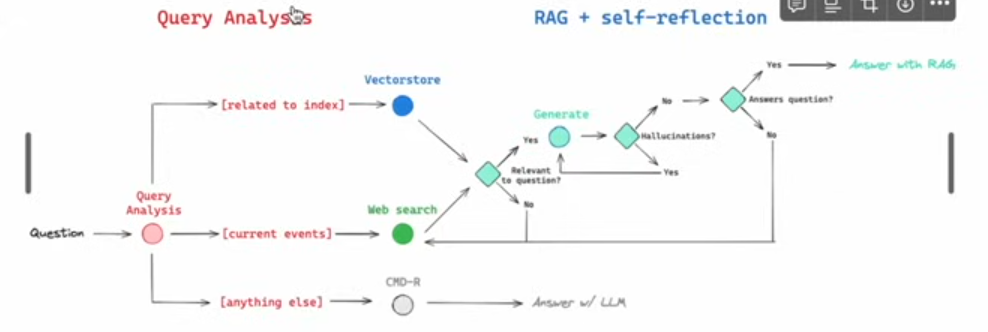 Query Analysis
RAG + self-reflection
Yes
Answer with RAG
Vectorstore
Answers question?
[related to index]
No
Generate
Hallucinations?
No
Yes
Relevant
to question?
Yes
Query
Analysis
Web search
No
Question
[current events]
CMD-R
[anything else]
Answer w/ LLM